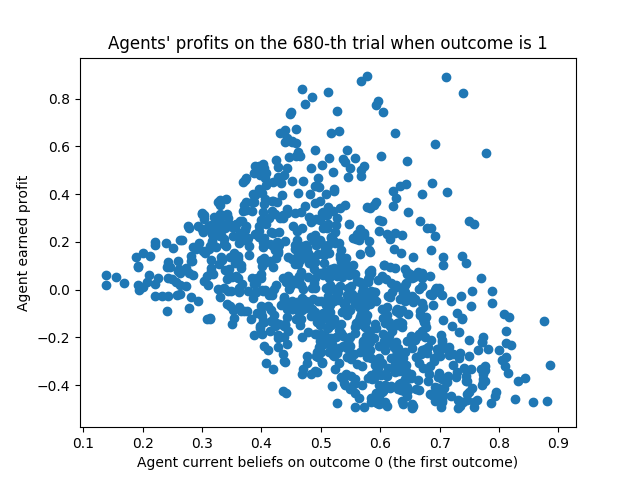 Agents' profits on the 680-th trial when outcome is 1
Agent earned profit
0.8
0.6
0.4
0.2
0.0
−0.2
−0.4
0.1 0.2 0.3 0.4 0.5 0.6 0.7 0.8 0.9
Agent current beliefs on outcome 0 (the first outcome)